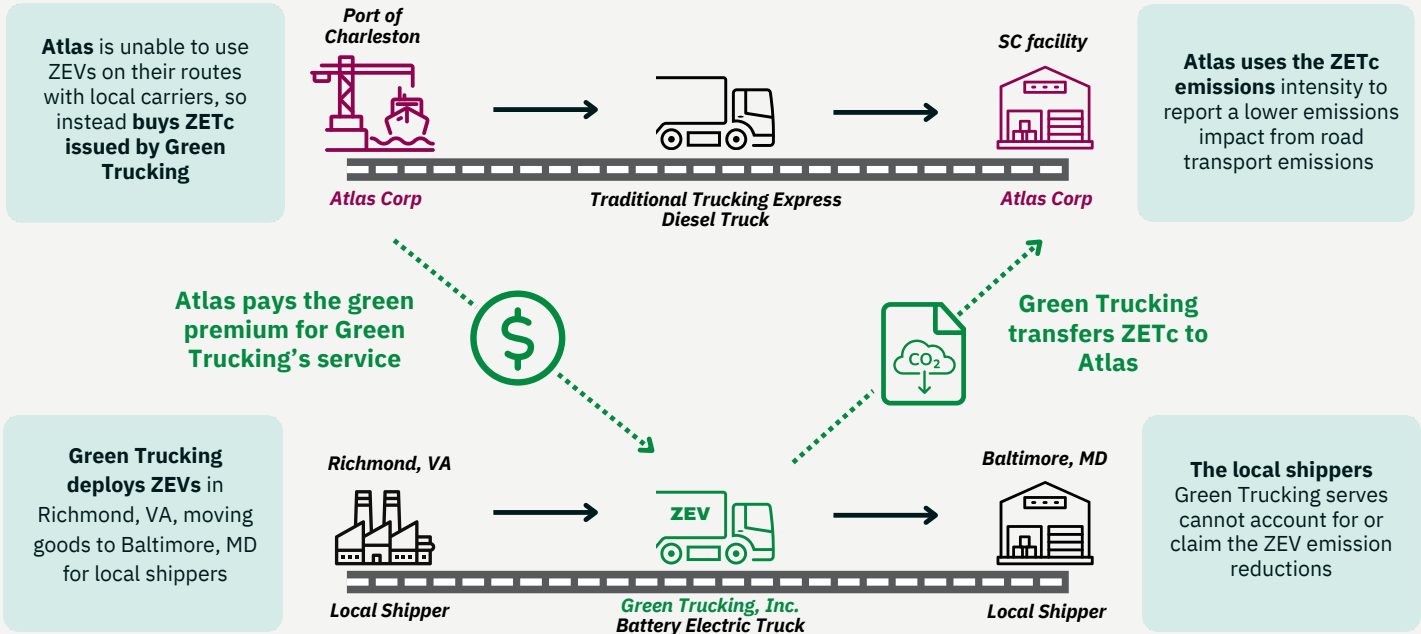 Atlas is unable to use
ZEVs on their routes
with local carriers, so
instead buys ZETc
issued by Green
Trucking
Port of
Charleston
SC facility
Atlas uses the ZETc
emissions intensity to
report a lower emissions
impact from road
transport emissions
Atlas Corp
Traditional Trucking Express
Diesel Truck
Atlas Corp
Atlas pays the green
premium for Green
Trucking’s service
$
CO₂
Green Trucking
transfers ZETc to
Atlas
Green Trucking
deploys ZEVs in
Richmond, VA, moving
goods to Baltimore, MD
for local shippers
Richmond, VA
ZEV
Baltimore, MD
The local shippers
Green Trucking serves
cannot account for or
claim the ZEV emission
reductions
Local Shipper
Green Trucking, Inc.
Battery Electric Truck
Local Shipper